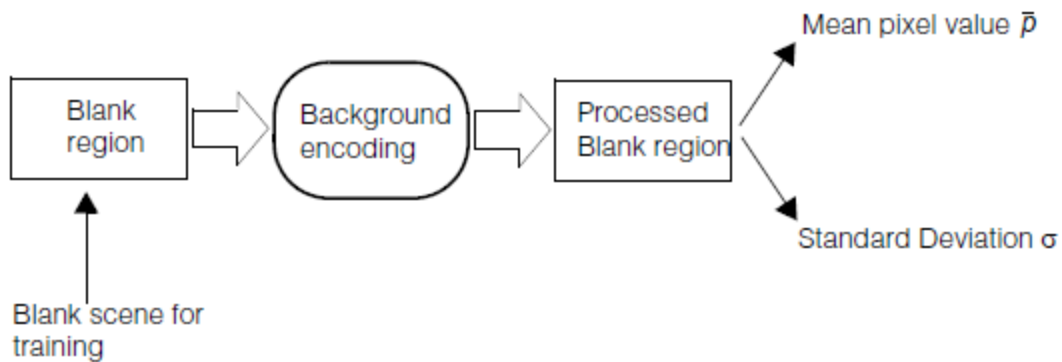 Mean pixel value p̄
Blank
region
Background
encoding
Processed
Blank region
Standard Deviation σ
Blank scene for
training